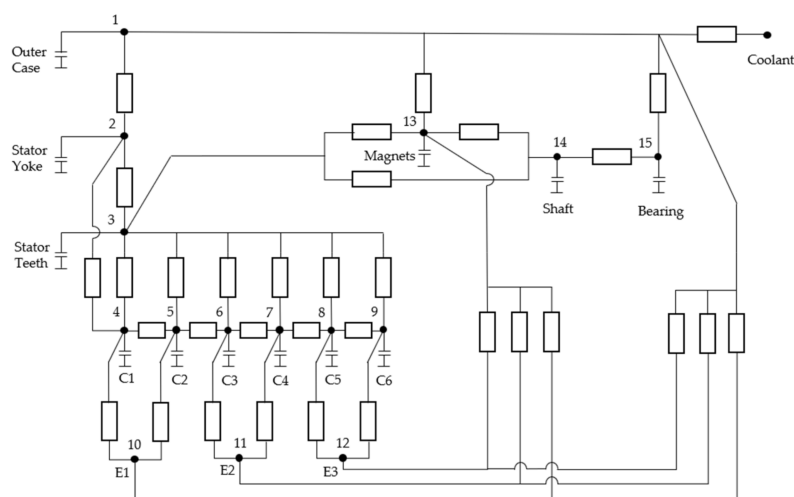 1
Outer
Case
Coolant
2
13
Stator
Yoke
Magnets
14
15
Shaft
Bearing
3
Stator
Teeth
4
5
6
7
8
9
C1
C2
C3
C4
C5
C6
10
11
12
E1
E2
E3